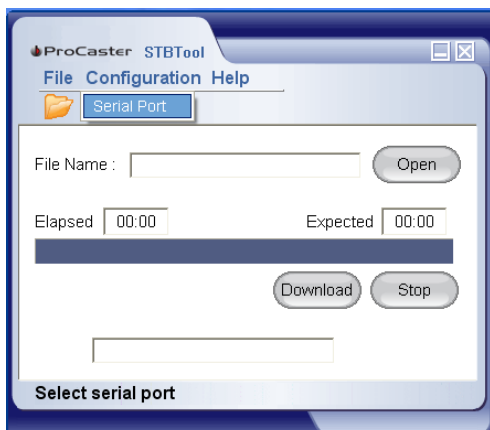 ProCaster STBTool
File Configuration Help
Serial Port
File Name : Open
Elapsed 00:00 Expected 00:00
Download Stop
Select serial port